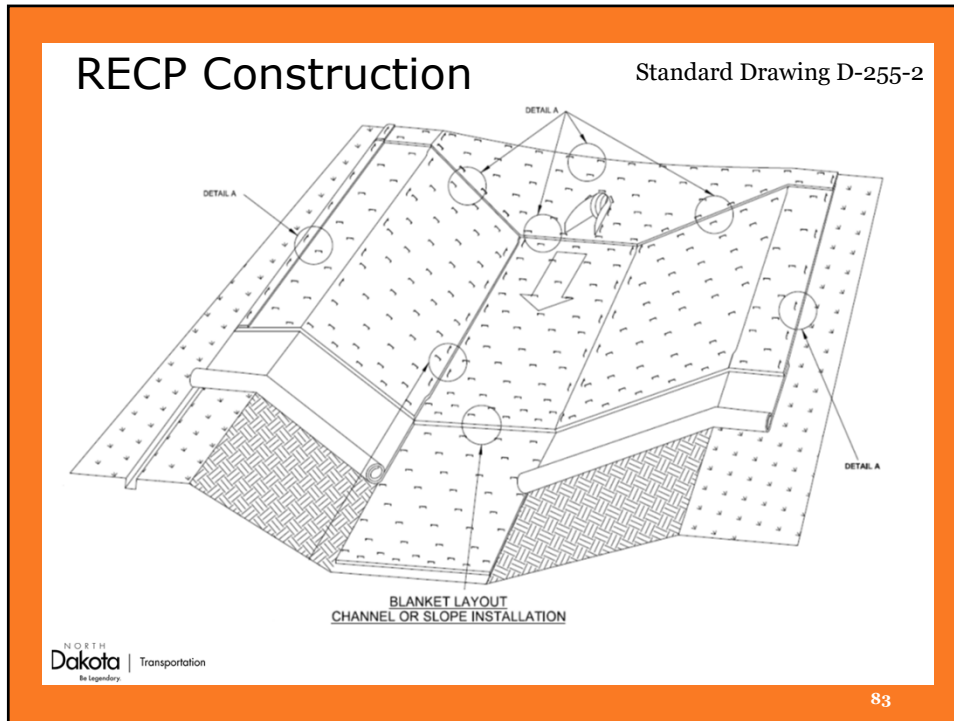 RECP Construction
Standard Drawing D-255-2
DETAIL A
DETAIL A
DETAIL A
BLANKET LAYOUT
CHANNEL OR SLOPE INSTALLATION
NORTH
Dakota | Transportation
Be Legendary.
83